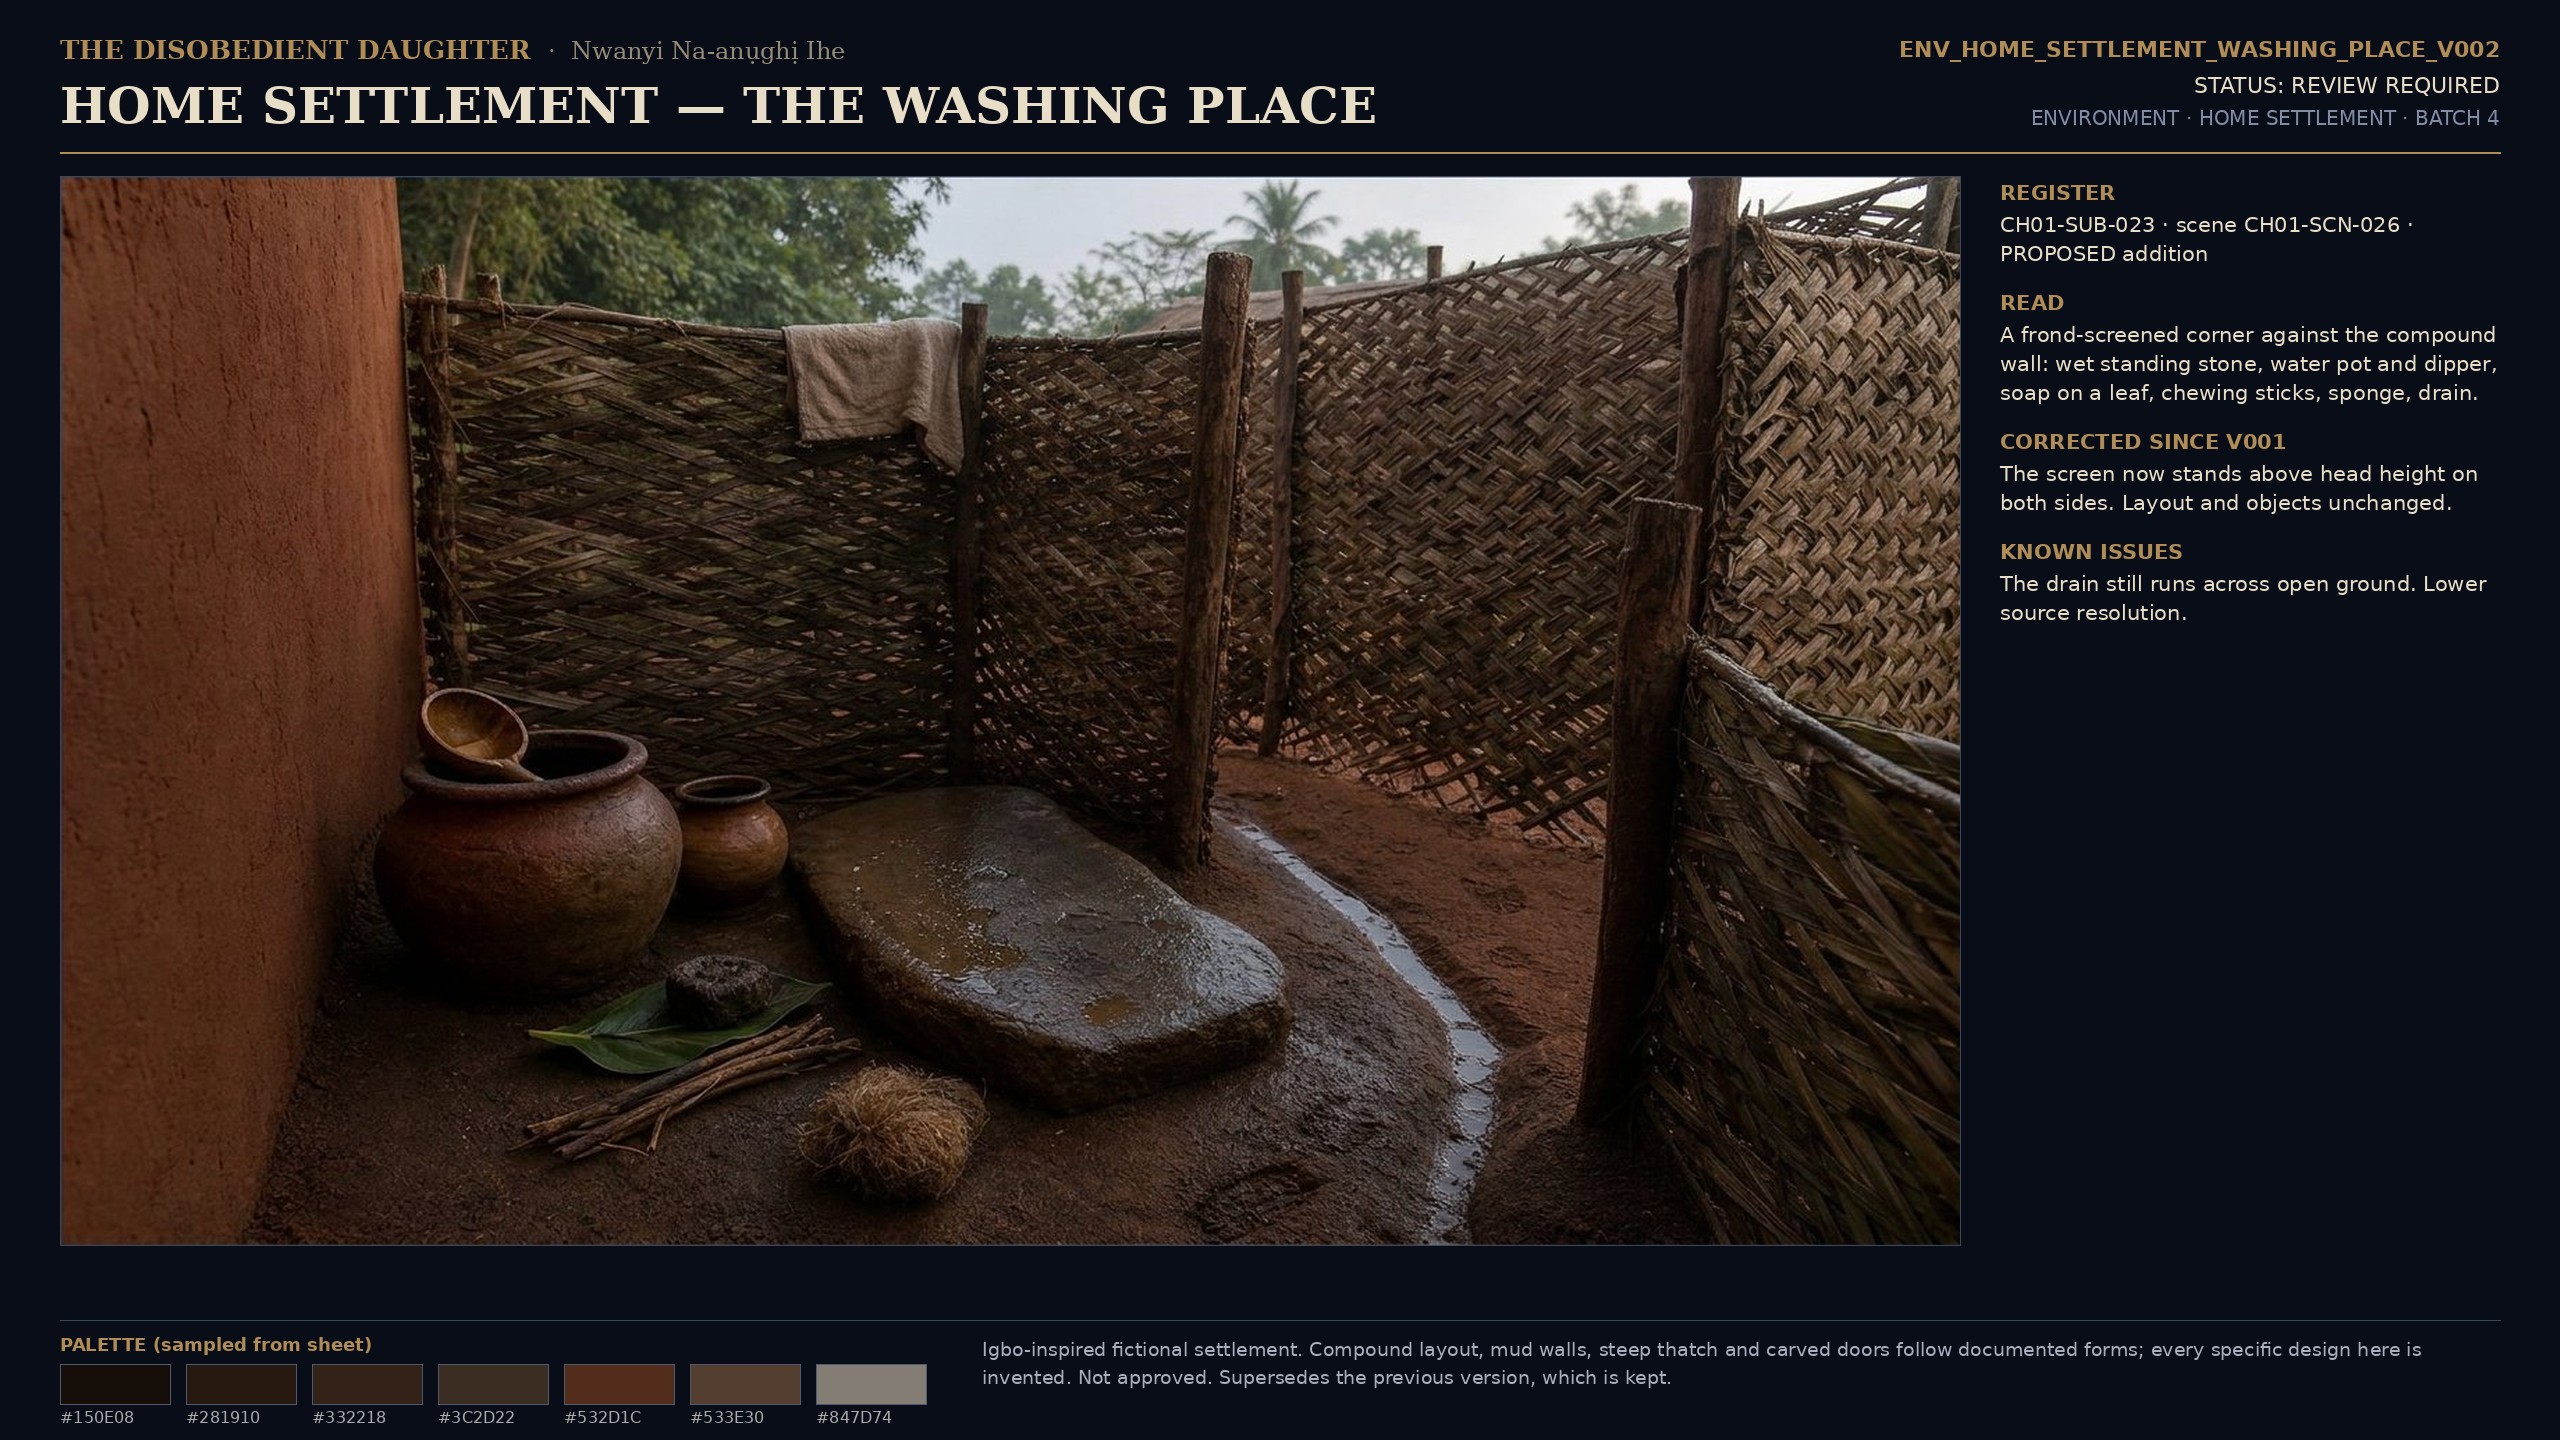 THE DISOBEDIENT DAUGHTER · Nwanyi Na-anụghị Ihe
HOME SETTLEMENT — THE WASHING PLACE
ENV_HOME_SETTLEMENT_WASHING_PLACE_V002
STATUS: REVIEW REQUIRED
ENVIRONMENT · HOME SETTLEMENT · BATCH 4
REGISTER
CH01-SUB-023 · scene CH01-SCN-026 ·
PROPOSED addition
READ
A frond-screened corner against the compound
wall: wet standing stone, water pot and dipper,
soap on a leaf, chewing sticks, sponge, drain.
CORRECTED SINCE V001
The screen now stands above head height on
both sides. Layout and objects unchanged.
KNOWN ISSUES
The drain still runs across open ground. Lower
source resolution.
PALETTE (sampled from sheet)
#150E08 #281910 #332218 #3C2D22 #532D1C #533E30 #847D74
Igbo-inspired fictional settlement. Compound layout, mud walls, steep thatch and carved doors follow documented forms; every specific design here is
invented. Not approved. Supersedes the previous version, which is kept.